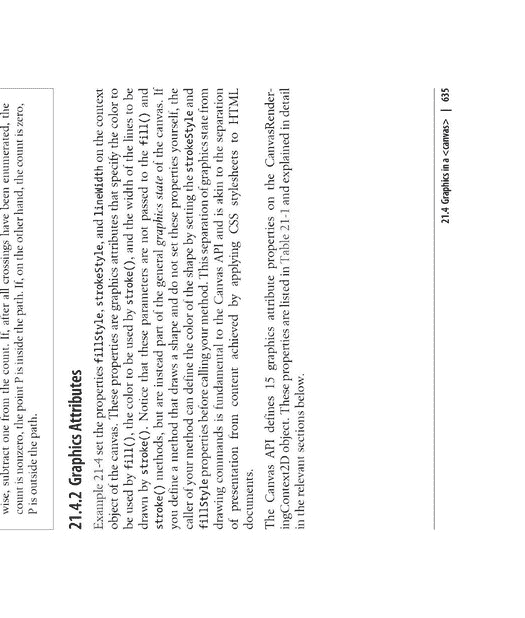 wise, subtract one from the count. If, after all crossings have been enumerated, the
count is nonzero, the point P is inside the path. If, on the other hand, the count is zero,
P is outside the path.
21.4.2 Graphics Attributes
Example 21-4 set the properties fillStyle, strokeStyle, and lineWidth on the context
object of the canvas. These properties are graphics attributes that specify the color to
be used by fill(), the color to be used by stroke(), and the width of the lines to be
drawn by stroke(). Notice that these parameters are not passed to the fill() and
stroke() methods, but are instead part of the general graphics state of the canvas. If
you define a method that draws a shape and do not set these properties yourself, the
caller of your method can define the color of the shape by setting the strokeStyle and
fillStyle properties before calling your method. This separation of graphics state from
drawing commands is fundamental to the Canvas API and is akin to the separation
of presentation from content achieved by applying CSS stylesheets to HTML
documents.
The Canvas API defines 15 graphics attribute properties on the CanvasRender-
ingContext2D object. These properties are listed in Table 21-1 and explained in detail
in the relevant sections below.
21.4 Graphics in a <canvas> | 635